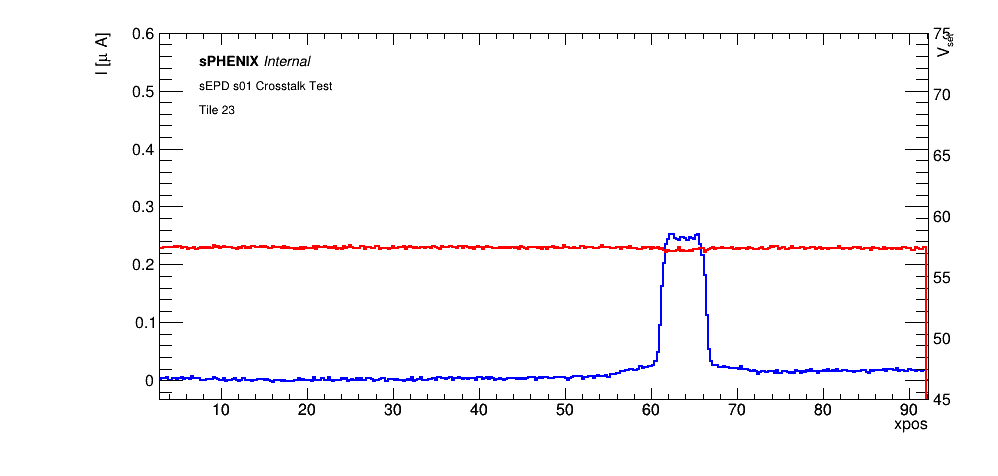 I [μ A]
0.6
0.5
0.4
0.3
0.2
0.1
0
sPHENIX Internal
sEPD s01 Crosstalk Test
Tile 23
75
70
65
60
55
50
45
V set
10 20 30 40 50 60 70 80 90
xpos